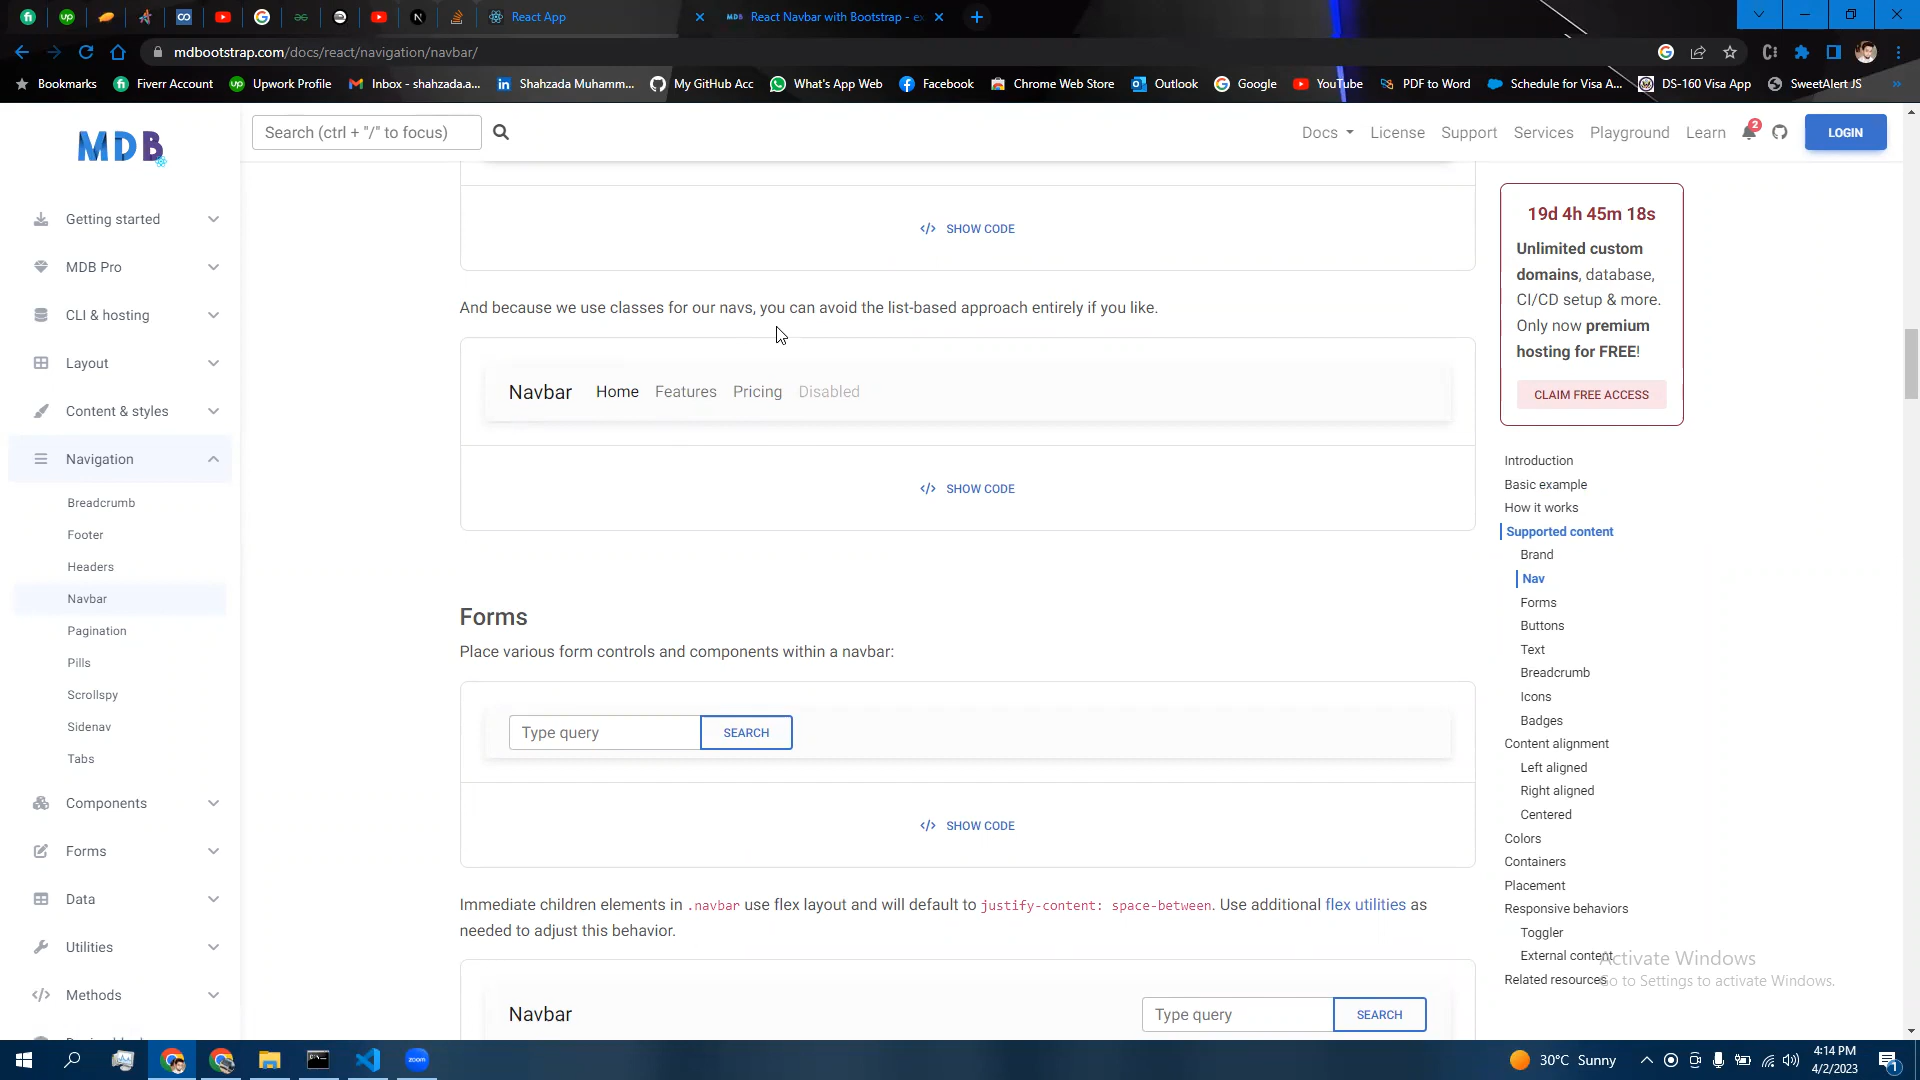 React App
MDB React Navbar with Bootstrap - ex
mdbootstrap.com/docs/react/navigation/navbar/
Bookmarks
Fiverr Account
Upwork Profile
Inbox - shahzada.a...
Shahzada Muhamm...
My GitHub Acc
What's App Web
Facebook
Chrome Web Store
Outlook
Google
YouTube
PDF to Word
Schedule for Visa A...
DS-160 Visa App
SweetAlert JS
MDB
Search (ctrl + "/" to focus)
Docs
License
Support
Services
Playground
Learn
2
LOGIN
Getting started
MDB Pro
CLI & hosting
Layout
Content & styles
Navigation
Breadcrumb
Footer
Headers
Navbar
Pagination
Pills
Scrollspy
Sidenav
Tabs
Components
Forms
Data
Utilities
Methods
</> SHOW CODE
And because we use classes for our navs, you can avoid the list-based approach entirely if you like.
Navbar Home Features Pricing Disabled
</> SHOW CODE
Forms
Place various form controls and components within a navbar:
Type query SEARCH
</> SHOW CODE
Immediate children elements in .navbar use flex layout and will default to justify-content: space-between. Use additional flex utilities as
needed to adjust this behavior.
Navbar Type query SEARCH
19d 4h 45m 18s
Unlimited custom
domains, database,
CI/CD setup & more.
Only now premium
hosting for FREE!
CLAIM FREE ACCESS
Introduction
Basic example
How it works
Supported content
Brand
Nav
Forms
Buttons
Text
Breadcrumb
Icons
Badges
Content alignment
Left aligned
Right aligned
Centered
Colors
Containers
Placement
Responsive behaviors
Toggler
External content
Related resources
Activate Windows
Go to Settings to activate Windows.
zoom
30°C Sunny
4:14 PM
4/2/2023
1